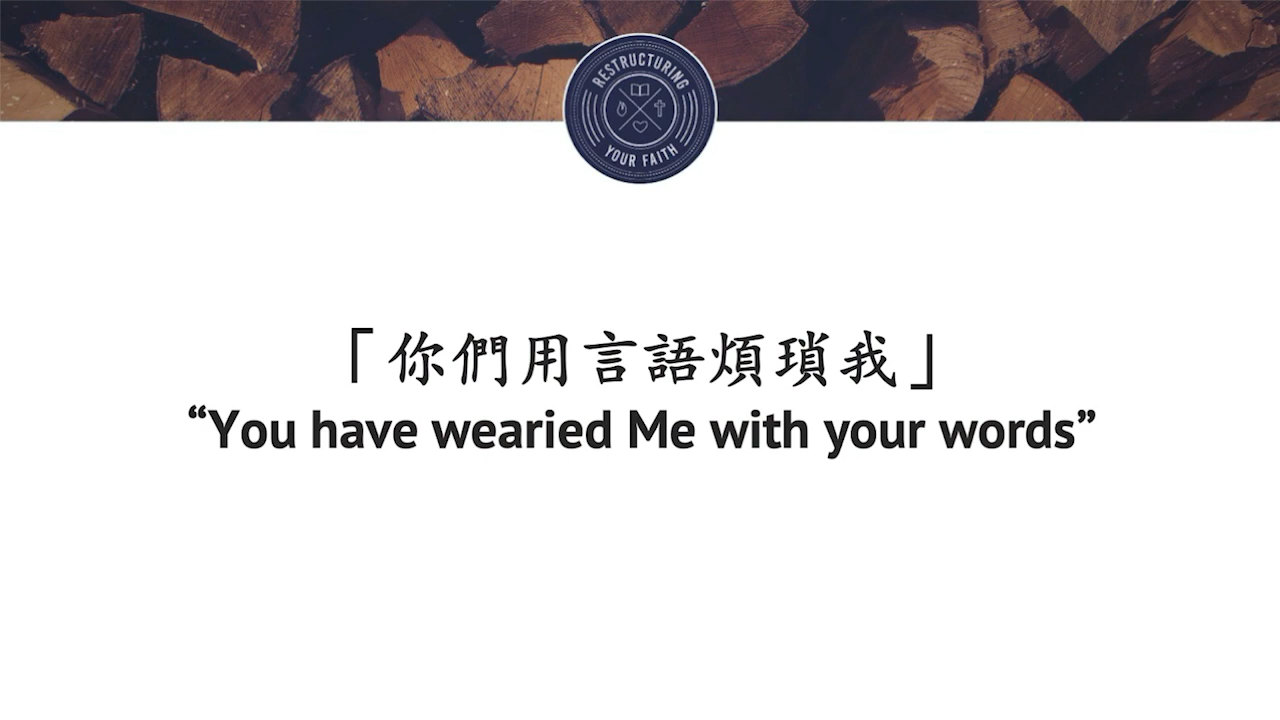 RESTRUCTURING
YOUR FAITH
「你們用言語煩瑣我」
“You have wearied Me with your words”